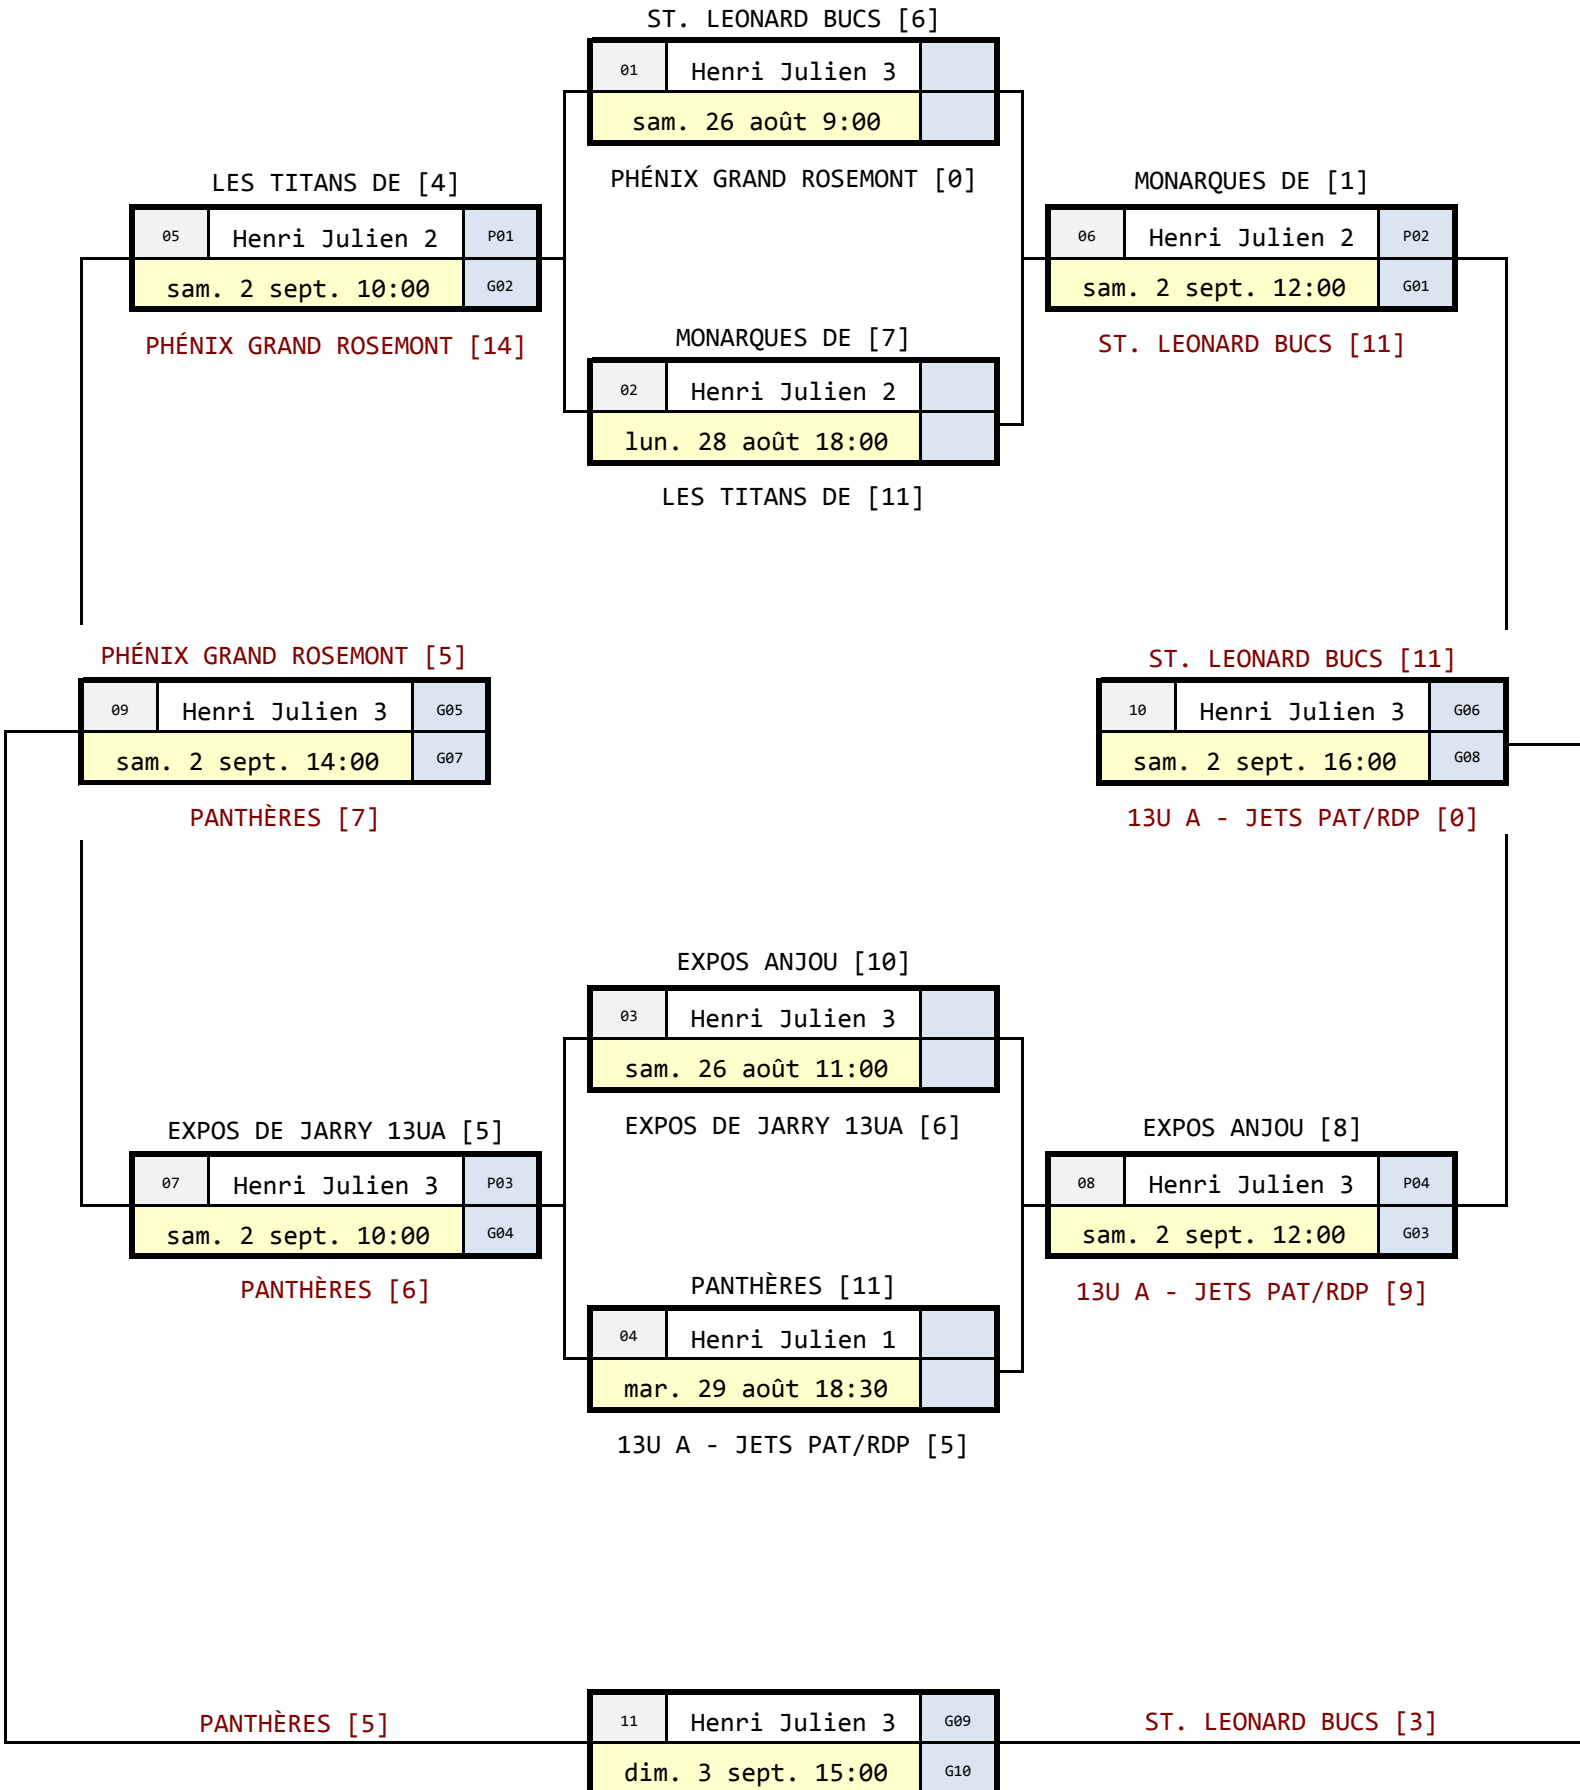 ST. LEONARD BUCS [6]
01 Henri Julien 3
sam. 26 août 9:00
PHÉNIX GRAND ROSEMONT [0]
LES TITANS DE [4]
05 Henri Julien 2 P01
sam. 2 sept. 10:00 G02
PHÉNIX GRAND ROSEMONT [14]
MONARQUES DE [1]
06 Henri Julien 2 P02
sam. 2 sept. 12:00 G01
ST. LEONARD BUCS [11]
MONARQUES DE [7]
02 Henri Julien 2
lun. 28 août 18:00
LES TITANS DE [11]
PHÉNIX GRAND ROSEMONT [5]
09 Henri Julien 3 G05
sam. 2 sept. 14:00 G07
PANTHÈRES [7]
ST. LEONARD BUCS [11]
10 Henri Julien 3 G06
sam. 2 sept. 16:00 G08
13U A - JETS PAT/RDP [0]
EXPOS ANJOU [10]
03 Henri Julien 3
sam. 26 août 11:00
EXPOS DE JARRY 13UA [6]
EXPOS DE JARRY 13UA [5]
07 Henri Julien 3 P03
sam. 2 sept. 10:00 G04
PANTHÈRES [6]
EXPOS ANJOU [8]
08 Henri Julien 3 P04
sam. 2 sept. 12:00 G03
13U A - JETS PAT/RDP [9]
PANTHÈRES [11]
04 Henri Julien 1
mar. 29 août 18:30
13U A - JETS PAT/RDP [5]
PANTHÈRES [5]
11 Henri Julien 3 G09
dim. 3 sept. 15:00 G10
ST. LEONARD BUCS [3]